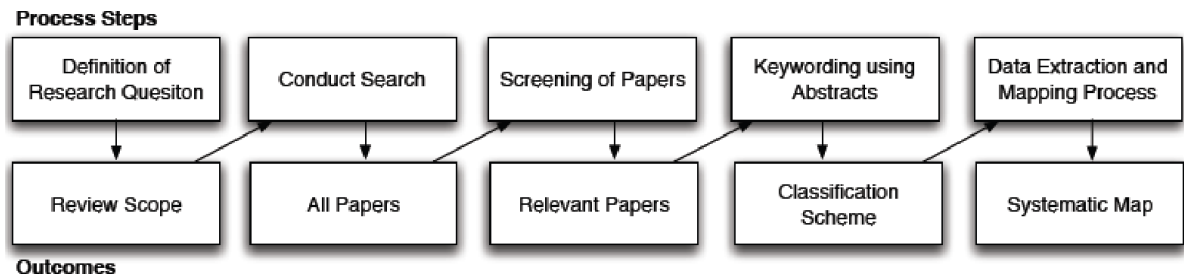 Process Steps
Definition of
Research Quesiton
Conduct Search
Screening of Papers
Keywording using
Abstracts
Data Extraction and
Mapping Process
Review Scope
All Papers
Relevant Papers
Classification
Scheme
Systematic Map
Outcomes